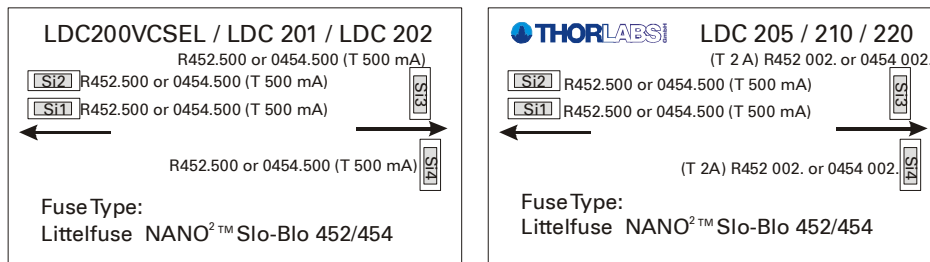 LDC200VCSEL / LDC 201 / LDC 202
R452.500 or 0454.500 (T 500 mA)
Si2 R452.500 or 0454.500 (T 500 mA)
Si3
Si1 R452.500 or 0454.500 (T 500 mA)
R452.500 or 0454.500 (T 500 mA) Si4
Fuse Type:
Littelfuse NANO²™ Slo-Blo 452/454
THORLABS GmbH LDC 205 / 210 / 220
(T 2 A) R452 002. or 0454 002.
Si2 R452.500 or 0454.500 (T 500 mA)
Si3
Si1 R452.500 or 0454.500 (T 500 mA)
(T 2A) R452 002. or 0454 002. Si4
Fuse Type:
Littelfuse NANO²™ Slo-Blo 452/454